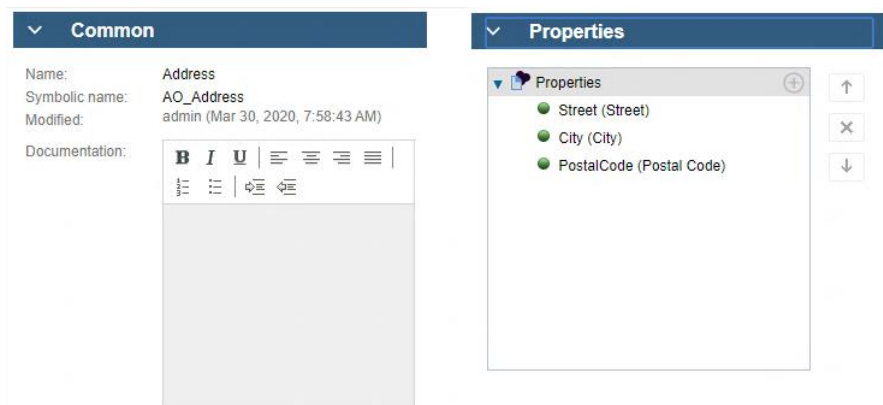 Common
Name: Address
Symbolic name: AO_Address
Modified: admin (Mar 30, 2020, 7:58:43 AM)
Documentation:
B I U
Properties
Properties
Street (Street)
City (City)
PostalCode (Postal Code)